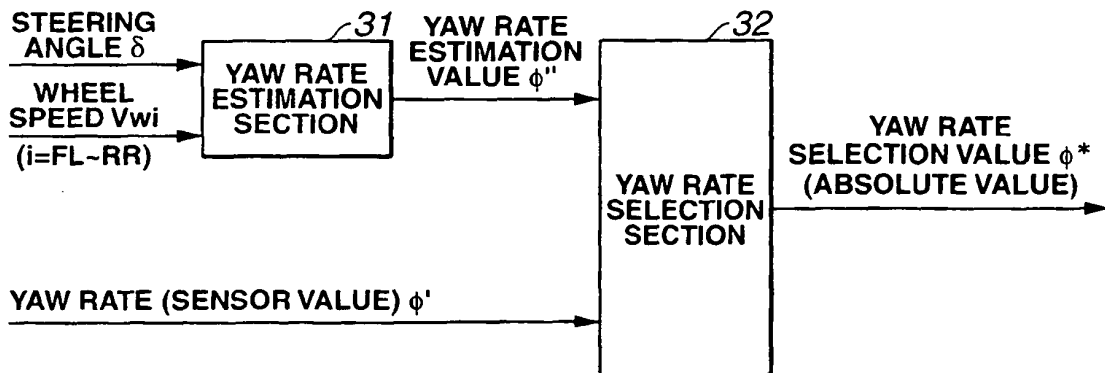 STEERING
ANGLE δ
31
YAW RATE
ESTIMATION
VALUE ϕ"
32
YAW RATE
ESTIMATION
SECTION
WHEEL
SPEED Vwi
(i=FL~RR)
YAW RATE
SELECTION
SECTION
YAW RATE
SELECTION VALUE ϕ*
(ABSOLUTE VALUE)
YAW RATE (SENSOR VALUE) ϕ'